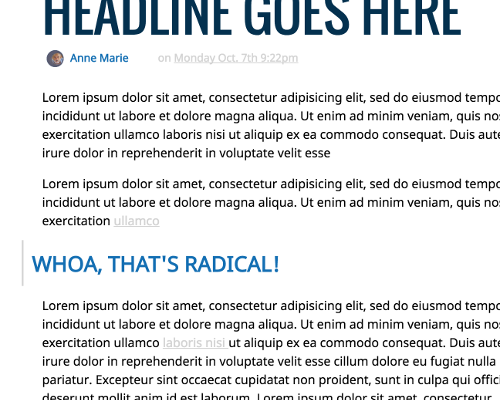 HEADLINE GOES HERE
Anne Marie on Monday Oct. 7th 9:22pm
Lorem ipsum dolor sit amet, consectetur adipisicing elit, sed do eiusmod tempo
incididunt ut labore et dolore magna aliqua. Ut enim ad minim veniam, quis nos
exercitation ullamco laboris nisi ut aliquip ex ea commodo consequat. Duis aute
irure dolor in reprehenderit in voluptate velit esse
Lorem ipsum dolor sit amet, consectetur adipisicing elit, sed do eiusmod tempo
incididunt ut labore et dolore magna aliqua. Ut enim ad minim veniam, quis nos
exercitation ullamco
WHOA, THAT'S RADICAL!
Lorem ipsum dolor sit amet, consectetur adipisicing elit, sed do eiusmod tempo
incididunt ut labore et dolore magna aliqua. Ut enim ad minim veniam, quis nos
exercitation ullamco laboris nisi ut aliquip ex ea commodo consequat. Duis aute
irure dolor in reprehenderit in voluptate velit esse cillum dolore eu fugiat nulla
pariatur. Excepteur sint occaecat cupidatat non proident, sunt in culpa qui offic
deserunt mollit anim id est laborum. Lorem ipsum dolor sit amet, consectetur